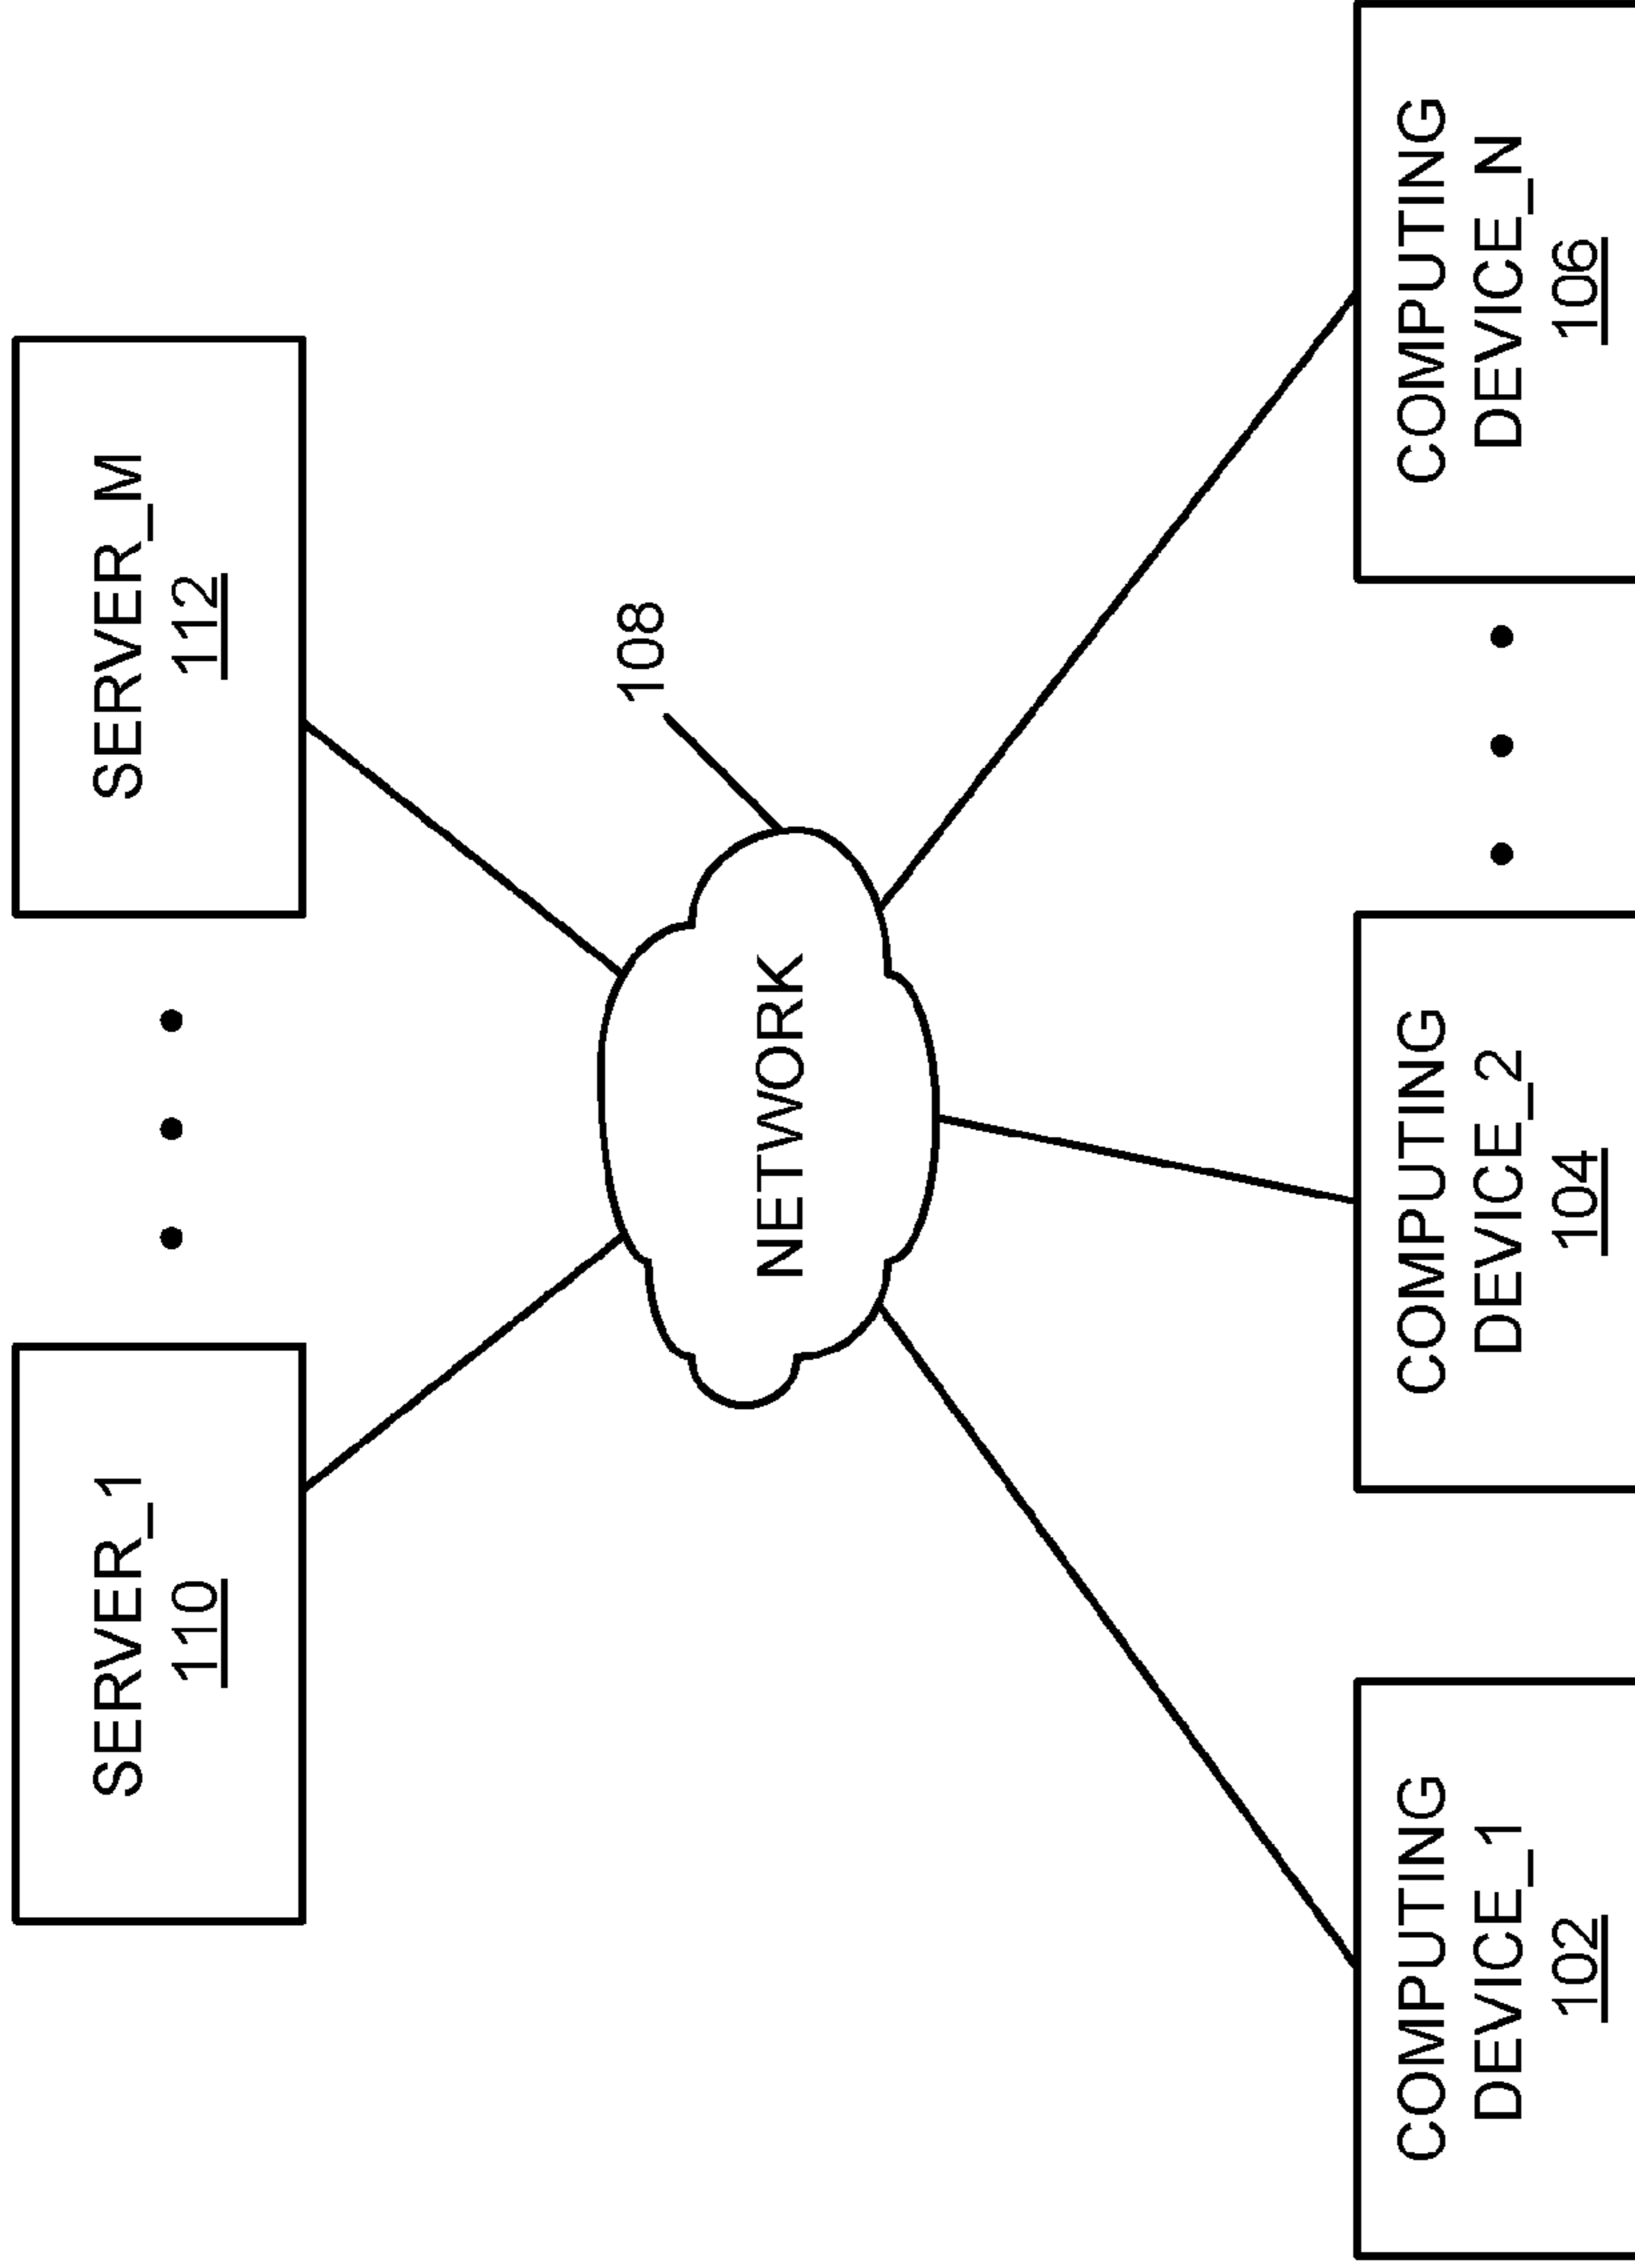 SERVER_1
110
SERVER_M
112
108
NETWORK
COMPUTING
DEVICE_1
102
COMPUTING
DEVICE_2
104
COMPUTING
DEVICE_N
106